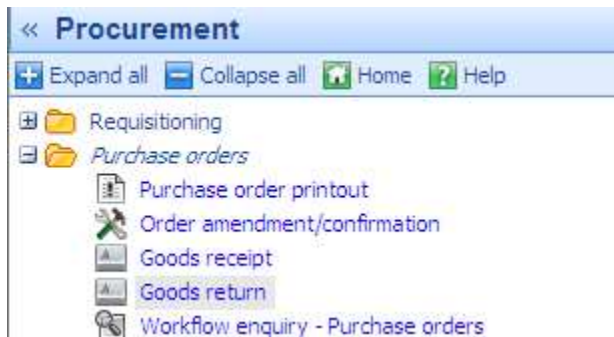 « Procurement
Expand all Collapse all Home Help
Requisitioning
Purchase orders
Purchase order printout
Order amendment/confirmation
Goods receipt
Goods return
Workflow enquiry - Purchase orders